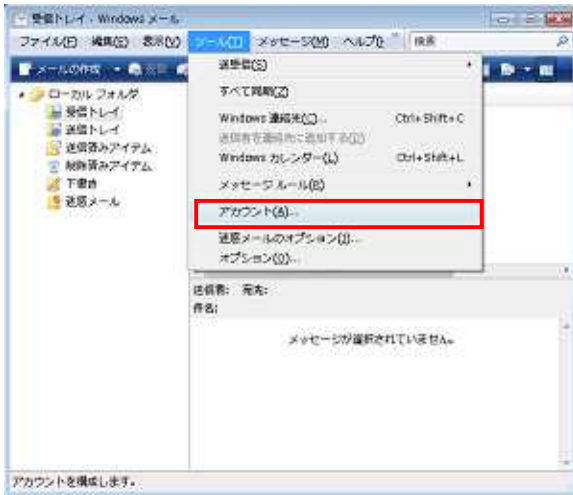 受信トレイ - Windows メール
ファイル(F) 編集(E) 表示(V) ツール(T) メッセージ(M) ヘルプ 検索
メールの作成
送受信(S)
すべて同期(Z)
Windows 連絡先(C)... Ctrl+Shift+C
送信者を連絡先に追加する(D)
Windows カレンダー(L) Ctrl+Shift+L
メッセージ ルール(R)
アカウント(A)...
迷惑メールのオプション(J)...
オプション(O)...
ローカル フォルダ
受信トレイ
送信トレイ
送信済みアイテム
削除済みアイテム
下書き
迷惑メール
送信者: 宛先:
件名:
メッセージが選択されていません。
アカウントを構成します。